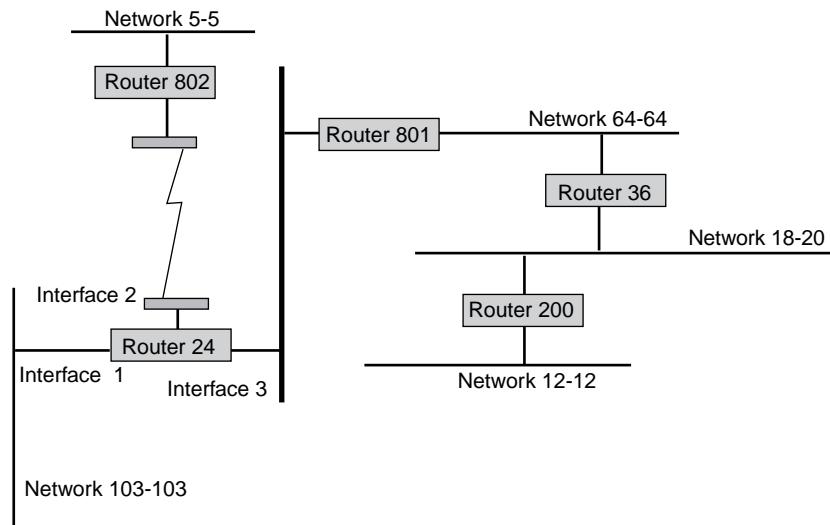 Network 5-5
Router 802
Router 801
Network 64-64
Router 36
Network 18-20
Interface 2
Router 200
Router 24
Interface 1
Interface 3
Network 12-12
Network 103-103